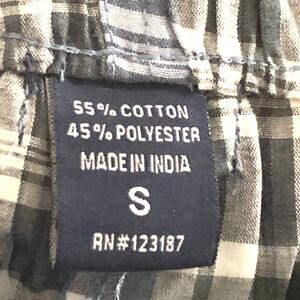 55% COTTON
45% POLYESTER
MADE IN INDIA
S
RN#123187